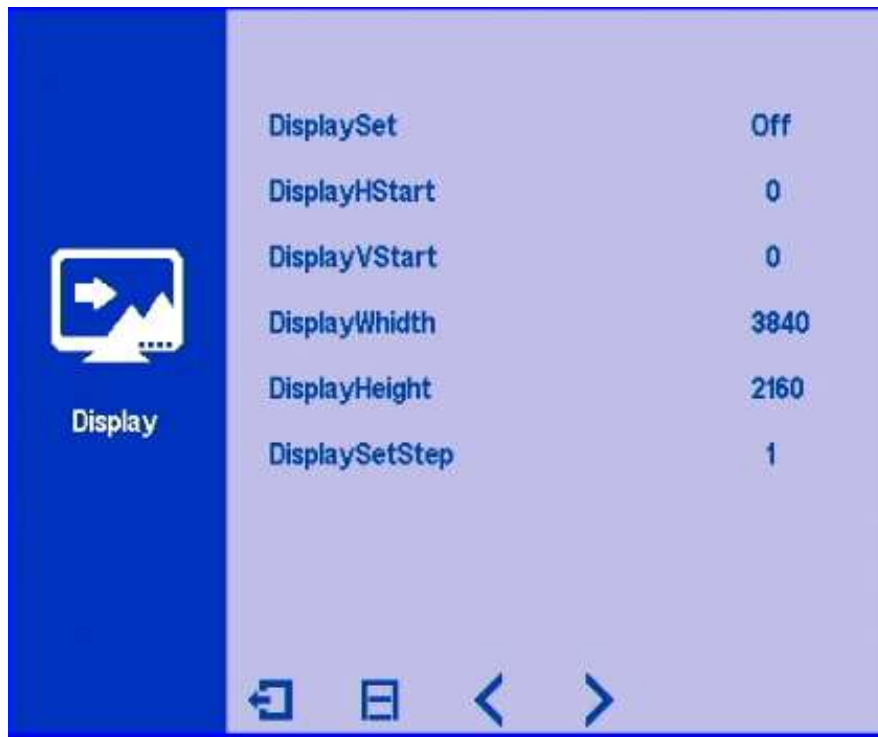 Display
DisplaySet Off
DisplayHStart 0
DisplayVStart 0
DisplayWhidth 3840
DisplayHeight 2160
DisplaySetStep 1